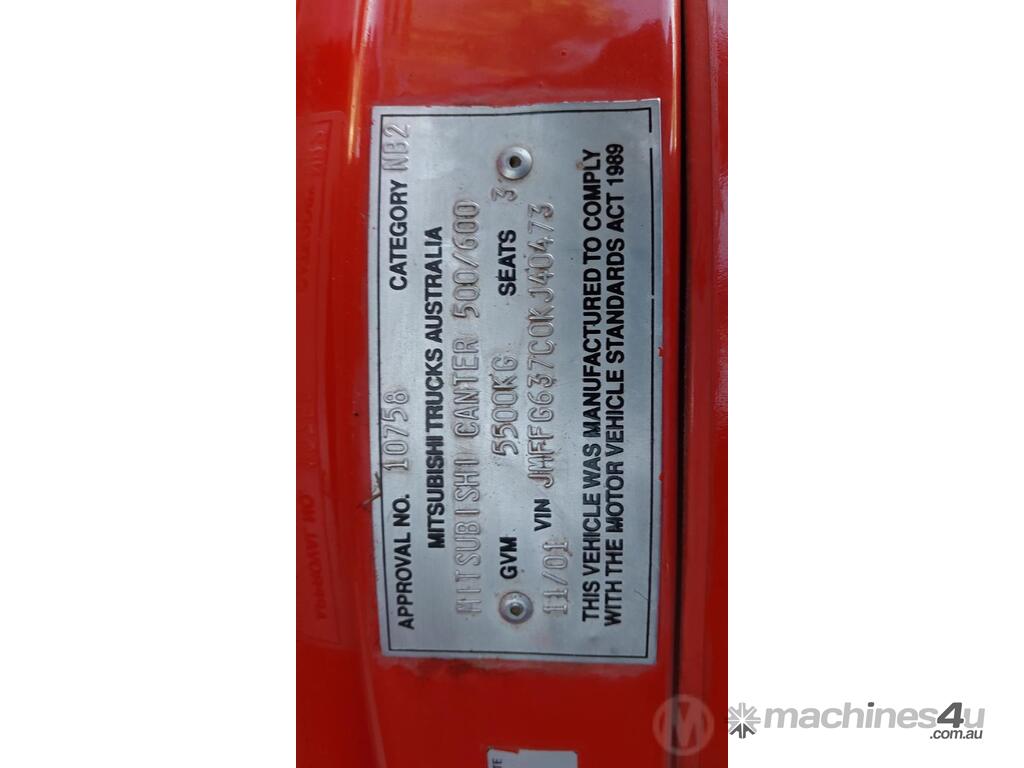 APPROVAL NO. 10758 CATEGORY NB2
MITSUBISHI TRUCKS AUSTRALIA
MITSUBISHI CANTER 500/600
GVM 5500KG SEATS 3
11/01 VIN JMFFG637C0KJ40473
THIS VEHICLE WAS MANUFACTURED TO COMPLY
WITH THE MOTOR VEHICLE STANDARDS ACT 1989
M machines4u
.com.au